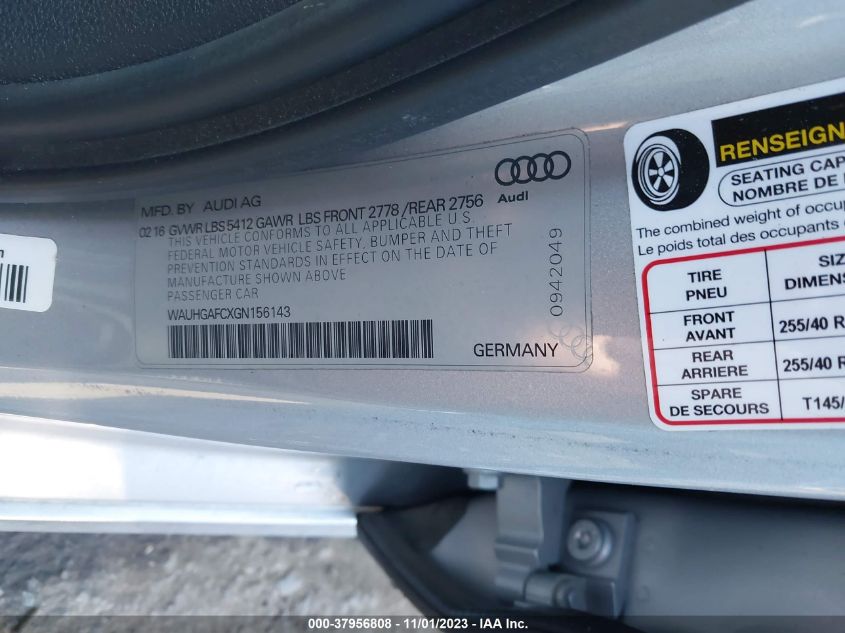 Audi
MFD. BY AUDI AG
02 16 GVWR LBS 5412 GAWR LBS FRONT 2778 / REAR 2756
THIS VEHICLE CONFORMS TO ALL APPLICABLE U S
FEDERAL MOTOR VEHICLE SAFETY, BUMPER AND THEFT
PREVENTION STANDARDS IN EFFECT ON THE DATE OF
MANUFACTURE SHOWN ABOVE
PASSENGER CAR
WAUHGAFCXGN156143
GERMANY
0942049
RENSEIGN
SEATING CAP
NOMBRE DE
The combined weight of occup
Le poids total des occupants
TIRE SIZ
PNEU DIMENS
FRONT 255/40 R
AVANT
REAR 255/40 R
ARRIERE
SPARE T145/
DE SECOURS
000-37956808 - 11/01/2023 - IAAI.com